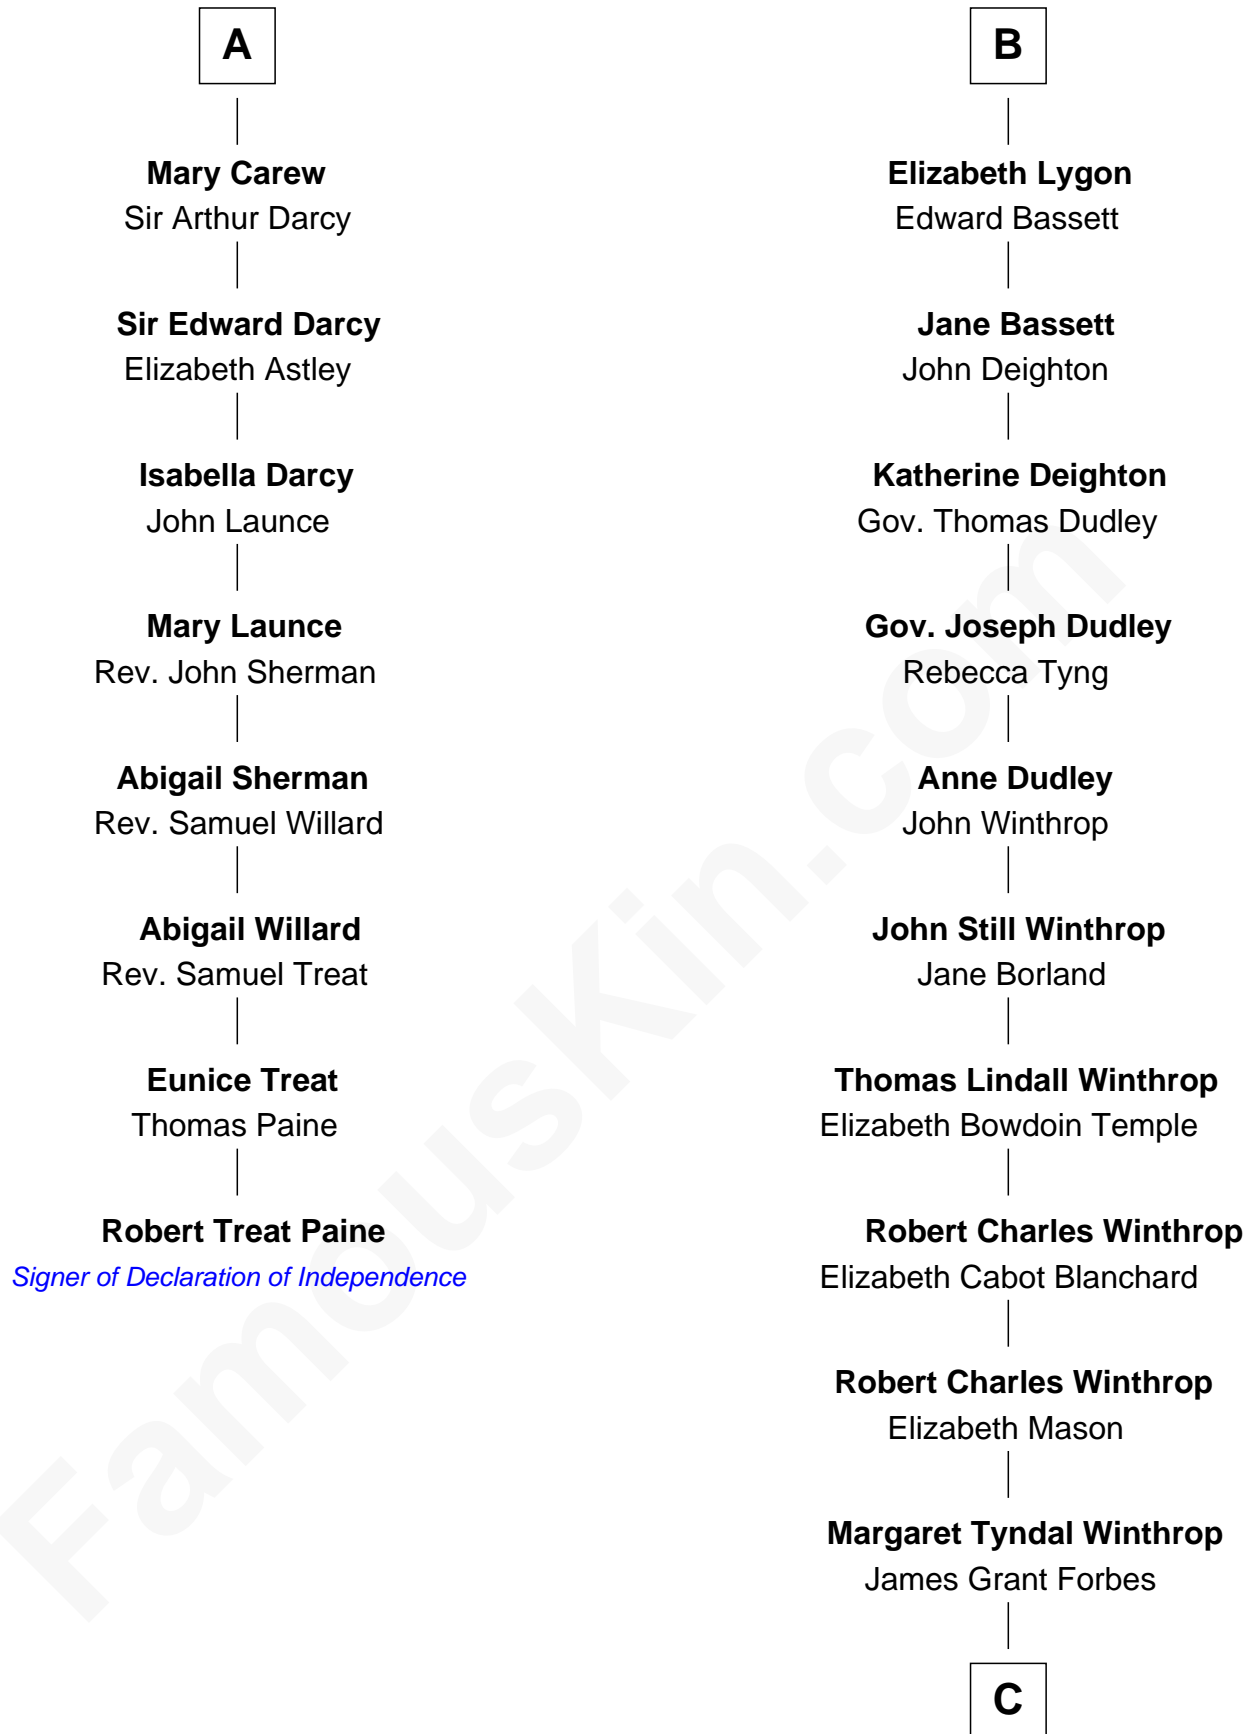 A
Mary Carew
Sir Arthur Darcy
Sir Edward Darcy
Elizabeth Astley
Isabella Darcy
John Launce
Mary Launce
Rev. John Sherman
Abigail Sherman
Rev. Samuel Willard
Abigail Willard
Rev. Samuel Treat
Eunice Treat
Thomas Paine
Robert Treat Paine
Signer of Declaration of Independence
B
Elizabeth Lygon
Edward Bassett
Jane Bassett
John Deighton
Katherine Deighton
Gov. Thomas Dudley
Gov. Joseph Dudley
Rebecca Tyng
Anne Dudley
John Winthrop
John Still Winthrop
Jane Borland
Thomas Lindall Winthrop
Elizabeth Bowdoin Temple
Robert Charles Winthrop
Elizabeth Cabot Blanchard
Robert Charles Winthrop
Elizabeth Mason
Margaret Tyndal Winthrop
James Grant Forbes
C
FamousKin.com